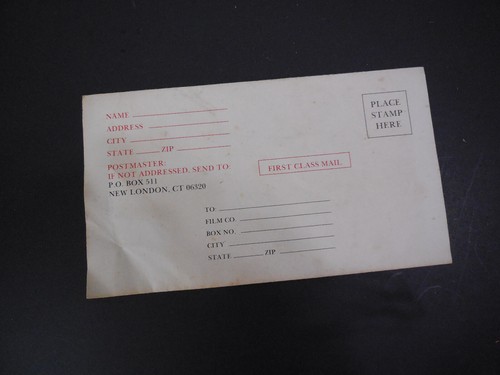 NAME
ADDRESS
CITY
STATE ZIP
POSTMASTER:
IF NOT ADDRESSED, SEND TO:
P.O. BOX 511
NEW LONDON, CT 06320
PLACE
STAMP
HERE
FIRST CLASS MAIL
TO
FILM CO.
BOX NO.
CITY
STATE ZIP